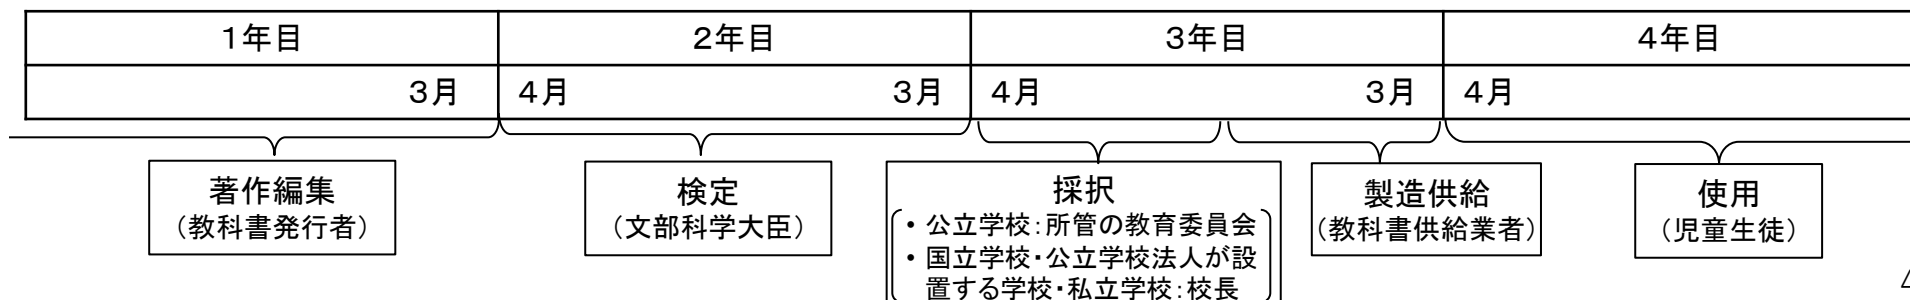 １年目 ２年目 ３年目 ４年目
３月 ４月 ３月 ４月 ３月 ４月
著作編集
（教科書発行者）
検定
（文部科学大臣）
採択
・公立学校：所管の教育委員会
・国立学校・公立学校法人が設
置する学校・私立学校：校長
製造供給
（教科書供給業者）
使用
（児童生徒）